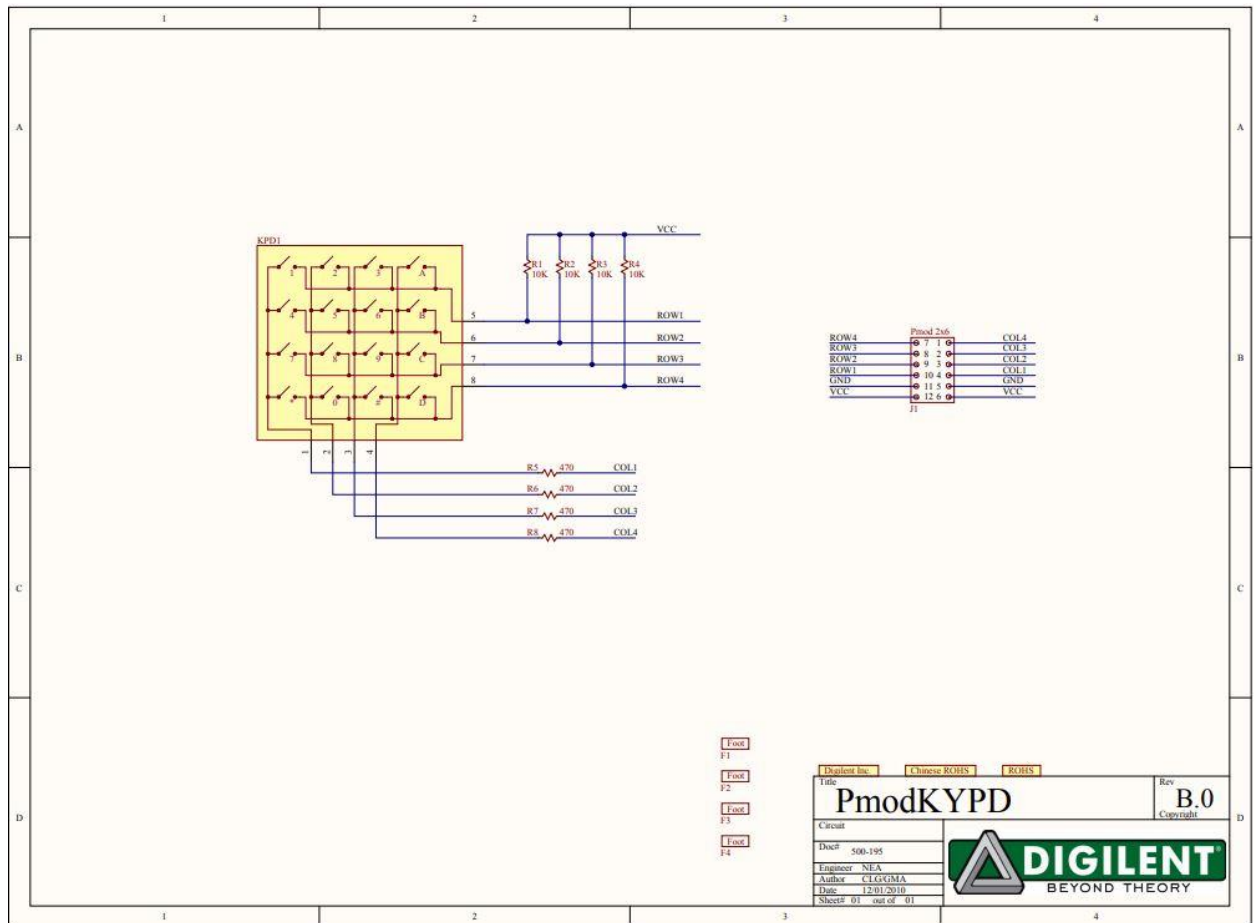 1 2 3 4
A A
KPD1
1 2 3 A
4 5 6 B
7 8 9 C
* 0 # D
5
6
7
8
1 2 3 4
VCC
R1 R2 R3 R4
10K 10K 10K 10K
ROW1
ROW2
ROW3
ROW4
B B
Pmod 2x6
ROW4 7 1 COL4
ROW3 8 2 COL3
ROW2 9 3 COL2
ROW1 10 4 COL1
GND 11 5 GND
VCC 12 6 VCC
J1
R5 470 COL1
R6 470 COL2
R7 470 COL3
R8 470 COL4
C C
Foot
F1
Foot
F2
Foot
F3
Foot
F4
D D
Digilent Inc. Chinese ROHS ROHS
Title
PmodKYPD
Rev
B.0
Copyright
Circuit
Doc# 500-195
Engineer NEA
Author CLG/GMA
Date 12/01/2010
Sheet# 01 out of 01
DIGILENT®
BEYOND THEORY
1 2 3 4